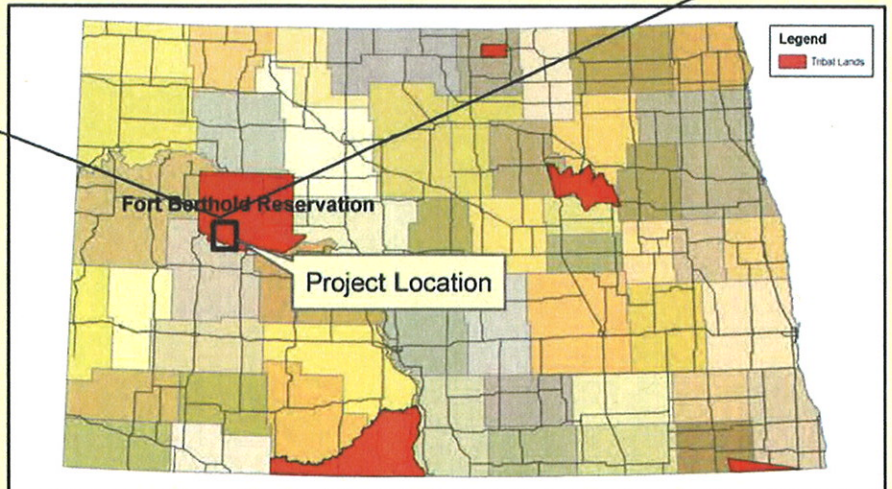 Legend
Tribal Lands
Fort Berthold Reservation
Project Location